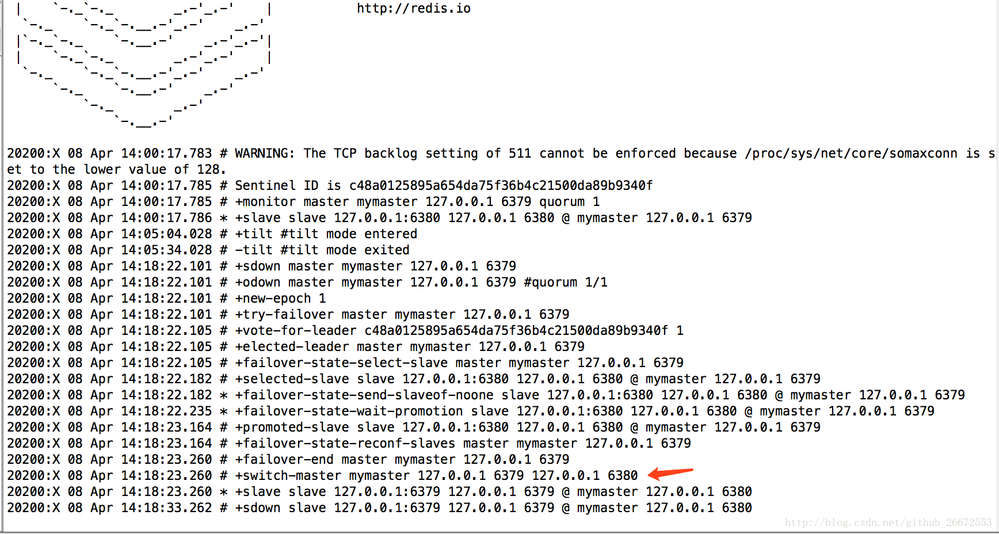 http://redis.io
20200:X 08 Apr 14:00:17.783 # WARNING: The TCP backlog setting of 511 cannot be enforced because /proc/sys/net/core/somaxconn is s
et to the lower value of 128.
20200:X 08 Apr 14:00:17.785 # Sentinel ID is c48a0125895a654da75f36b4c21500da89b9340f
20200:X 08 Apr 14:00:17.785 # +monitor master mymaster 127.0.0.1 6379 quorum 1
20200:X 08 Apr 14:00:17.786 * +slave slave 127.0.0.1:6380 127.0.0.1 6380 @ mymaster 127.0.0.1 6379
20200:X 08 Apr 14:05:04.028 # +tilt #tilt mode entered
20200:X 08 Apr 14:05:34.028 # -tilt #tilt mode exited
20200:X 08 Apr 14:18:22.101 # +sdown master mymaster 127.0.0.1 6379
20200:X 08 Apr 14:18:22.101 # +odown master mymaster 127.0.0.1 6379 #quorum 1/1
20200:X 08 Apr 14:18:22.101 # +new-epoch 1
20200:X 08 Apr 14:18:22.101 # +try-failover master mymaster 127.0.0.1 6379
20200:X 08 Apr 14:18:22.105 # +vote-for-leader c48a0125895a654da75f36b4c21500da89b9340f 1
20200:X 08 Apr 14:18:22.105 # +elected-leader master mymaster 127.0.0.1 6379
20200:X 08 Apr 14:18:22.105 # +failover-state-select-slave master mymaster 127.0.0.1 6379
20200:X 08 Apr 14:18:22.182 # +selected-slave slave 127.0.0.1:6380 127.0.0.1 6380 @ mymaster 127.0.0.1 6379
20200:X 08 Apr 14:18:22.182 * +failover-state-send-slaveof-noone slave 127.0.0.1:6380 127.0.0.1 6380 @ mymaster 127.0.0.1 6379
20200:X 08 Apr 14:18:22.235 * +failover-state-wait-promotion slave 127.0.0.1:6380 127.0.0.1 6380 @ mymaster 127.0.0.1 6379
20200:X 08 Apr 14:18:23.164 # +promoted-slave slave 127.0.0.1:6380 127.0.0.1 6380 @ mymaster 127.0.0.1 6379
20200:X 08 Apr 14:18:23.164 # +failover-state-reconf-slaves master mymaster 127.0.0.1 6379
20200:X 08 Apr 14:18:23.260 # +failover-end master mymaster 127.0.0.1 6379
20200:X 08 Apr 14:18:23.260 # +switch-master mymaster 127.0.0.1 6379 127.0.0.1 6380
20200:X 08 Apr 14:18:23.260 * +slave slave 127.0.0.1:6379 127.0.0.1 6379 @ mymaster 127.0.0.1 6380
20200:X 08 Apr 14:18:33.262 # +sdown slave 127.0.0.1:6379 127.0.0.1 6379 @ mymaster 127.0.0.1 6380
http://blog.csdn.net/github_26672553